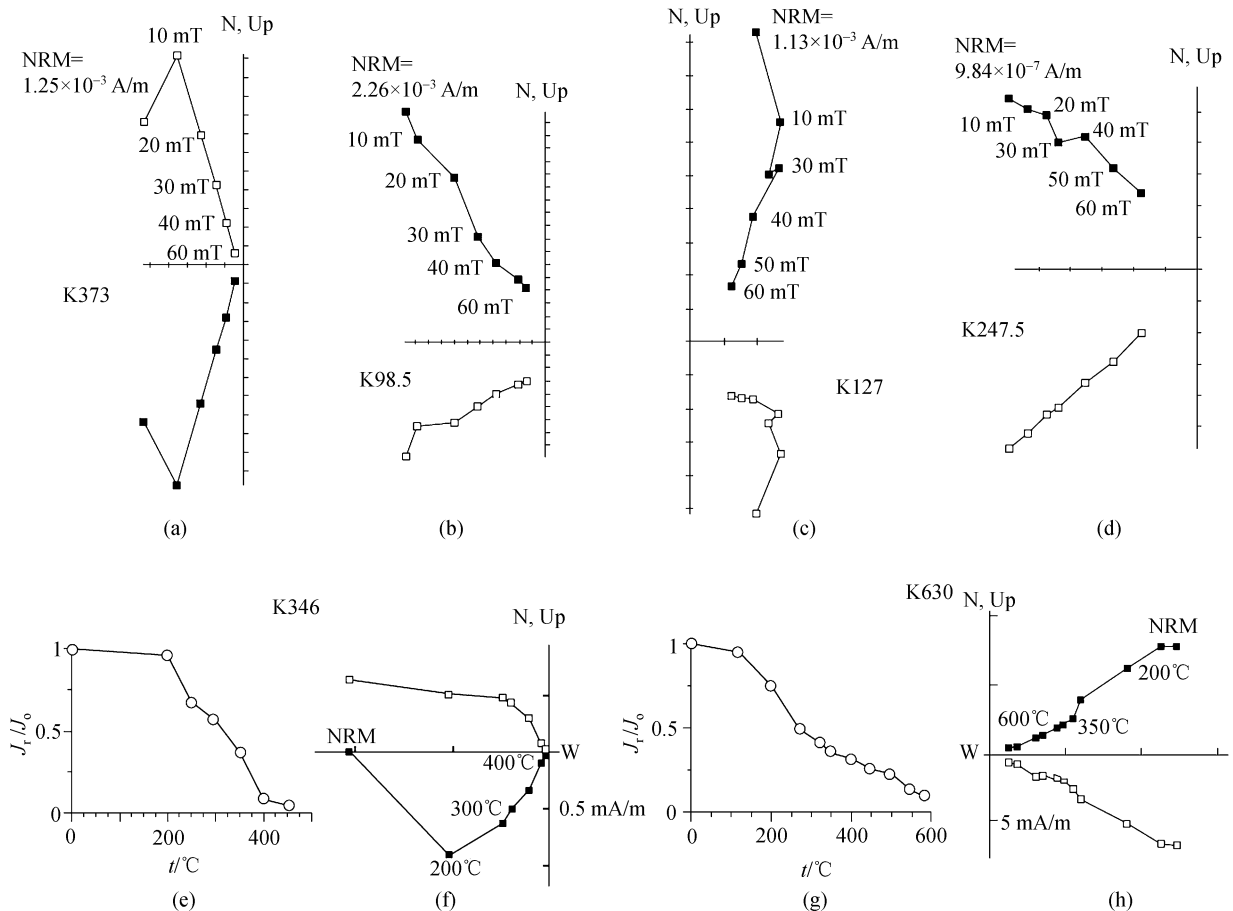 N, Up
10 mT
NRM=
1.25×10⁻³ A/m
20 mT
30 mT
40 mT
60 mT
K373
(a)
NRM=
2.26×10⁻³ A/m
N, Up
10 mT
20 mT
30 mT
40 mT
60 mT
K98.5
(b)
N, Up
NRM=
1.13×10⁻³ A/m
10 mT
30 mT
40 mT
50 mT
60 mT
K127
(c)
N, Up
NRM=
9.84×10⁻⁷ A/m
20 mT
10 mT
40 mT
30 mT
50 mT
60 mT
K247.5
(d)
K346
1
0.5
0
Jr/Jo
0
200
400
t/℃
(e)
N, Up
NRM
W
400℃
300℃
0.5 mA/m
200℃
(f)
K630
1
0.5
0
Jr/Jo
0
200
400
600
t/℃
(g)
N, Up
NRM
200℃
600℃
350℃
W
5 mA/m
(h)